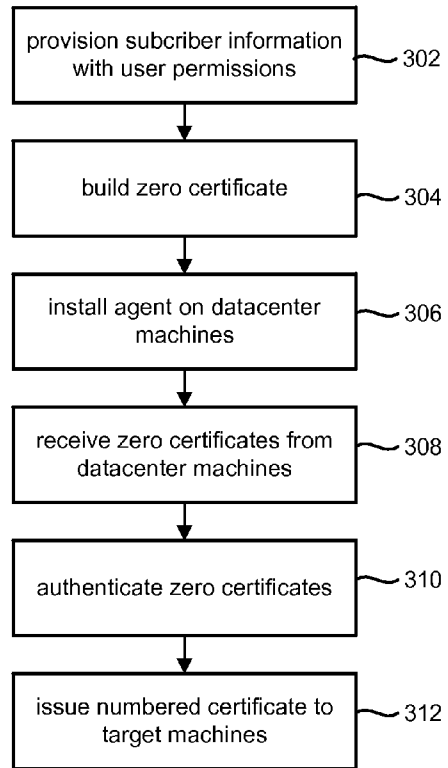 provision subcriber information
with user permissions
302
build zero certificate
304
install agent on datacenter
machines
306
receive zero certificates from
datacenter machines
308
authenticate zero certificates
310
issue numbered certificate to
target machines
312